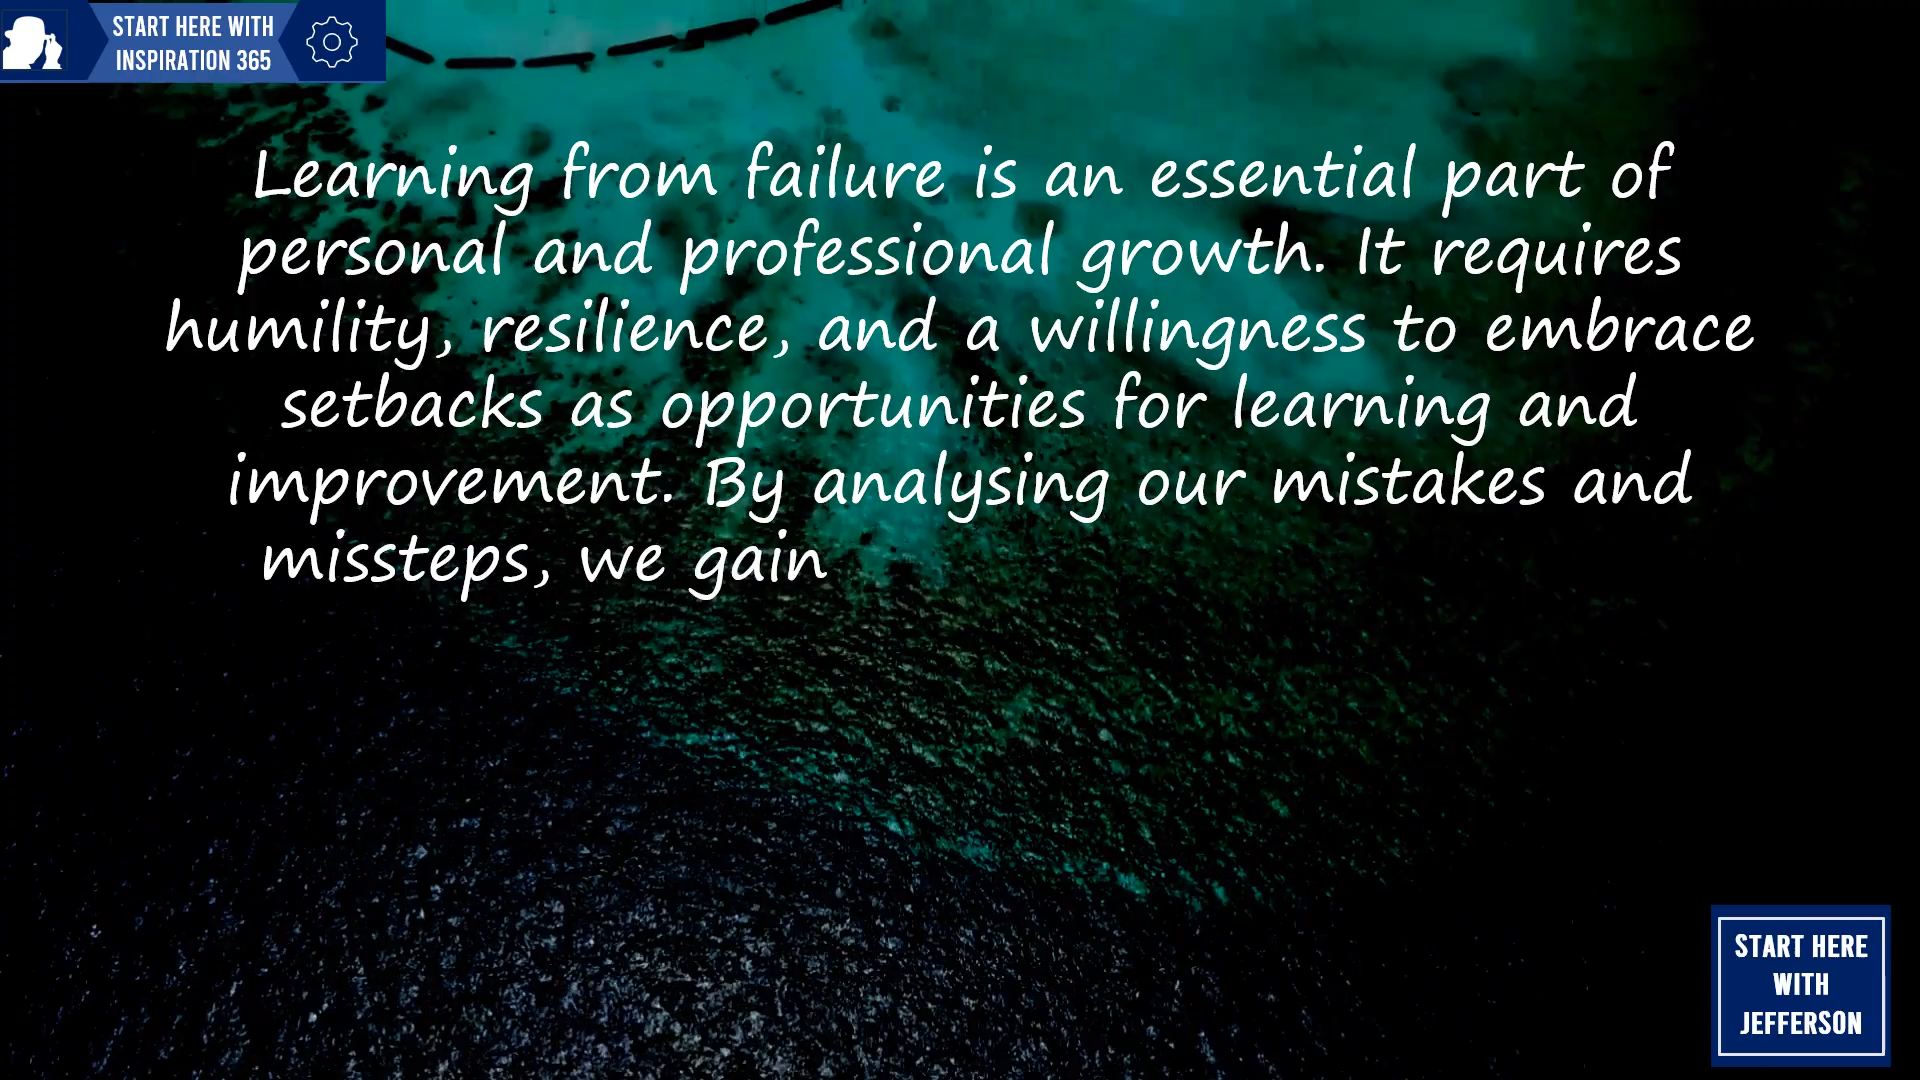 START HERE WITH
INSPIRATION 365
Learning from failure is an essential part of
personal and professional growth. It requires
humility, resilience, and a willingness to embrace
setbacks as opportunities for learning and
improvement. By analysing our mistakes and
missteps, we gain
START HERE
WITH
JEFFERSON